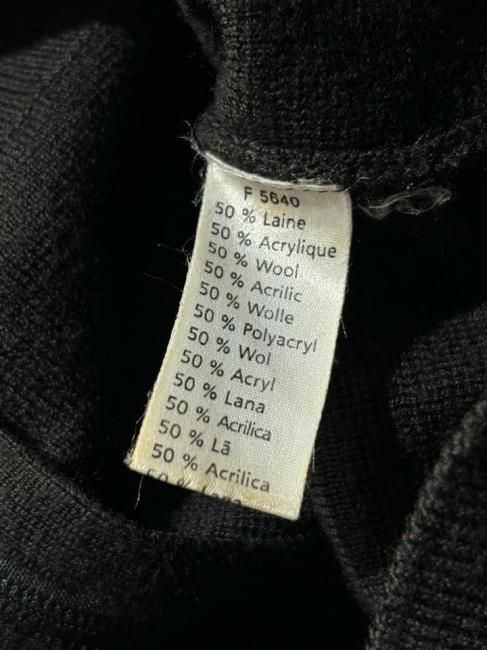 F 5640
50 % Laine
50 % Acrylique
50 % Wool
50 % Acrilic
50 % Wolle
50 % Polyacryl
50 % Wol
50 % Acryl
50 % Lana
50 % Acrilica
50 % Lã
50 % Acrilica
50 %